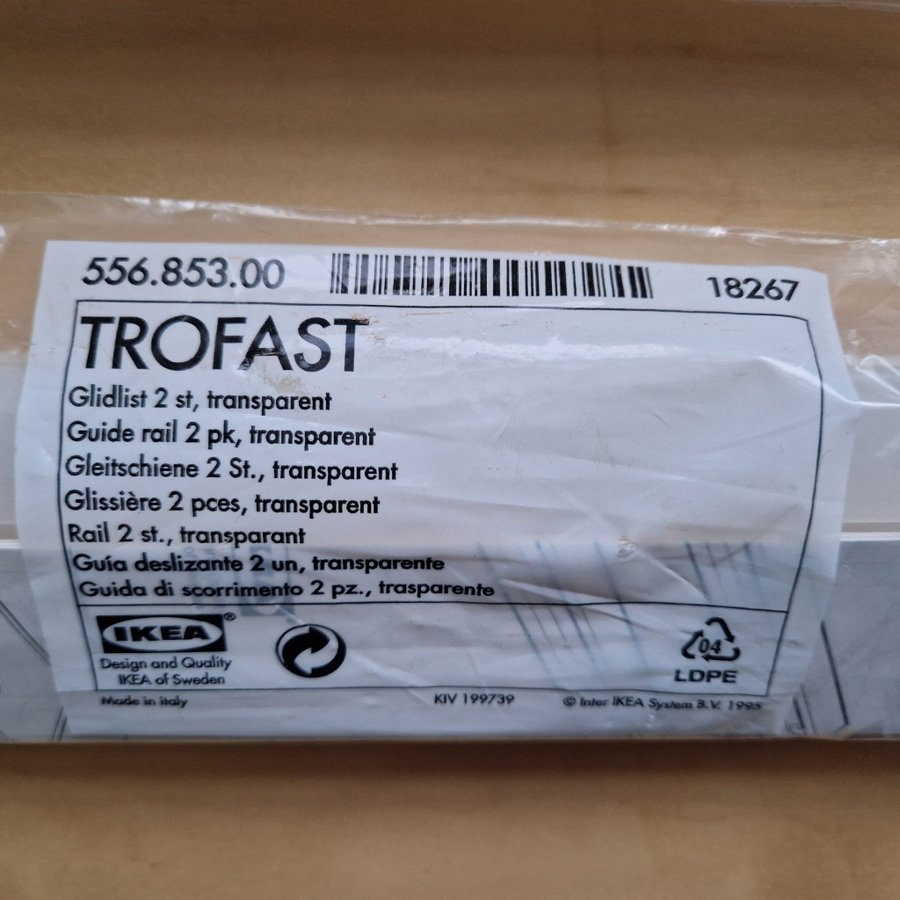 556.853.00 18267
TROFAST
Glidlist 2 st, transparent
Guide rail 2 pk, transparent
Gleitschiene 2 St., transparent
Glissière 2 pces, transparent
Rail 2 st., transparant
Guía deslizante 2 un, transparente
Guida di scorrimento 2 pz., trasparente
IKEA®
Design and Quality
IKEA of Sweden
04
LDPE
Made in Italy KIV 199739 © Inter IKEA System B.V. 1995